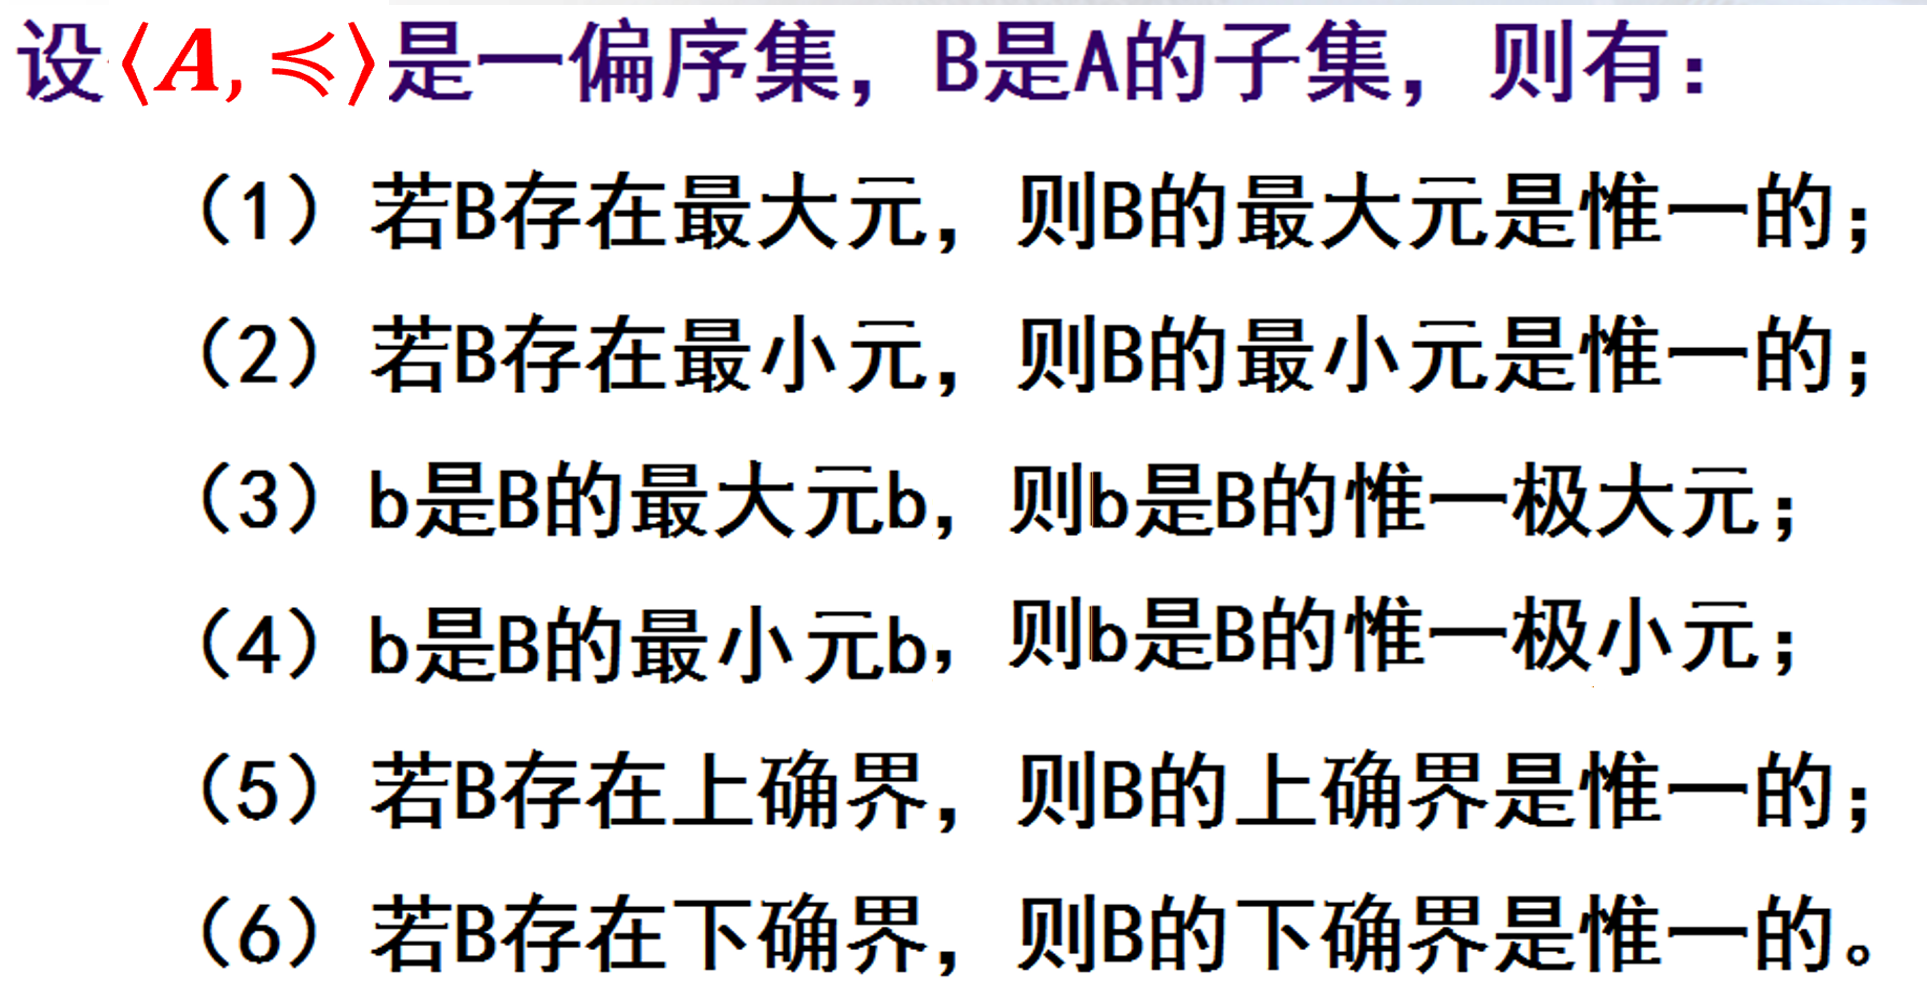 设⟨A, ≼⟩是一偏序集，B是A的子集，则有：
（1）若B存在最大元，则B的最大元是惟一的；
（2）若B存在最小元，则B的最小元是惟一的；
（3）b是B的最大元b，则b是B的惟一极大元；
（4）b是B的最小元b，则b是B的惟一极小元；
（5）若B存在上确界，则B的上确界是惟一的；
（6）若B存在下确界，则B的下确界是惟一的。